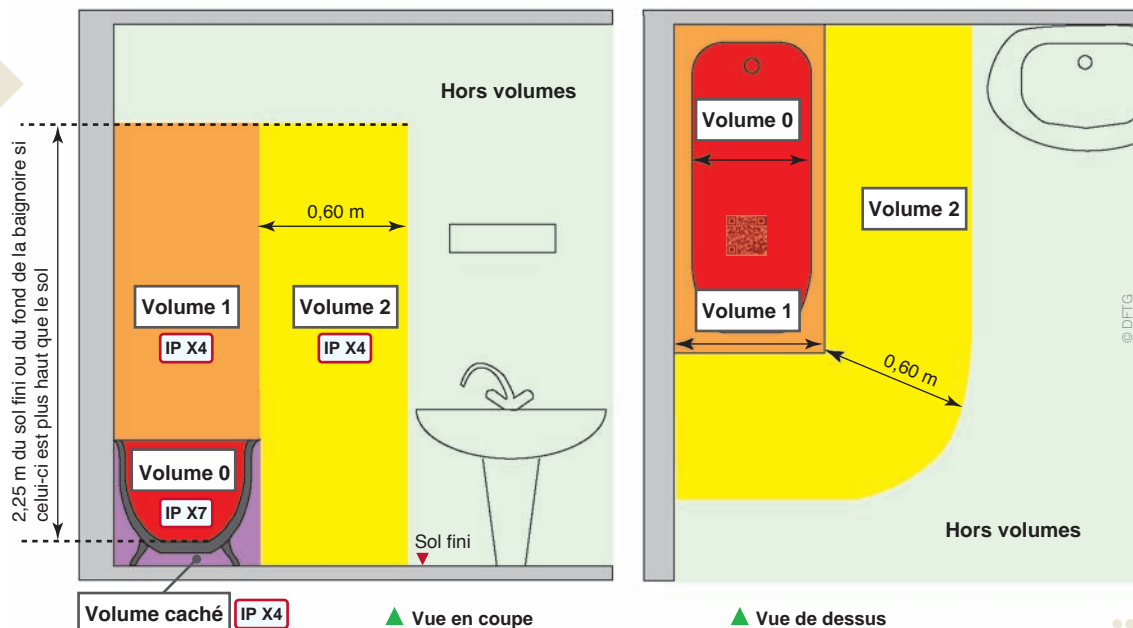 2,25 m du sol fini ou du fond de la baignoire si
celui-ci est plus haut que le sol
Hors volumes
0,60 m
Volume 1
IP X4
Volume 2
IP X4
Volume 0
IP X7
Sol fini
Volume caché IP X4
Vue en coupe
Volume 0
Volume 2
Volume 1
0,60 m
Hors volumes
© DFTG
Vue de dessus